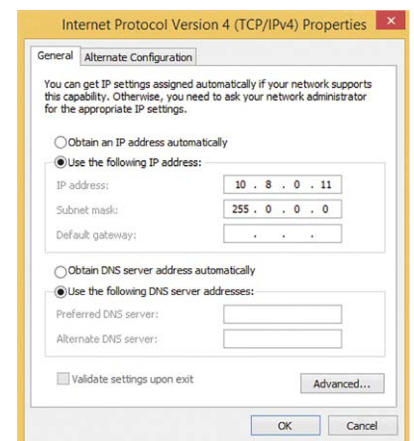 Internet Protocol Version 4 (TCP/IPv4) Properties
General Alternate Configuration
You can get IP settings assigned automatically if your network supports
this capability. Otherwise, you need to ask your network administrator
for the appropriate IP settings.
Obtain an IP address automatically
Use the following IP address:
IP address: 10 . 8 . 0 . 11
Subnet mask: 255 . 0 . 0 . 0
Default gateway: . . .
Obtain DNS server address automatically
Use the following DNS server addresses:
Preferred DNS server:
Alternate DNS server:
Validate settings upon exit
Advanced...
OK Cancel